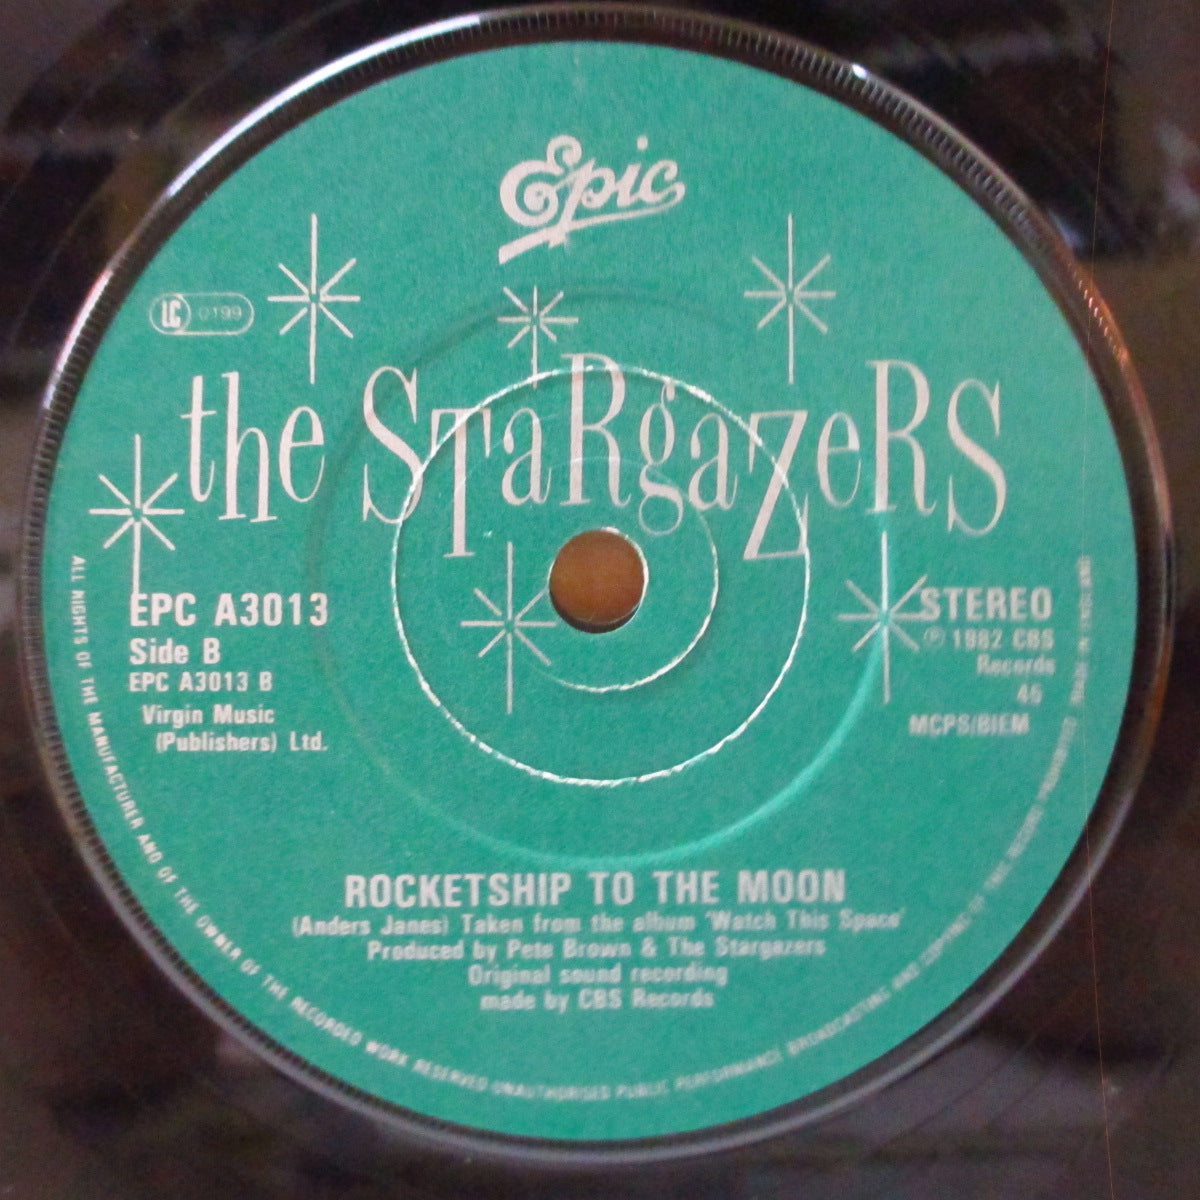 Epic
LC 0199
the STaRgaZeRS
EPC A3013
Side B
EPC A3013 B
Virgin Music
(Publishers) Ltd.
STEREO
℗ 1982 CBS
Records
45
MCPS/BIEM
ROCKETSHIP TO THE MOON
(Anders Janes) Taken from the album 'Watch This Space'
Produced by Pete Brown & The Stargazers
Original sound recording
made by CBS Records
ALL RIGHTS OF THE MANUFACTURER AND OF THE OWNER OF THE RECORDED WORK RESERVED·UNAUTHORISED PUBLIC PERFORMANCE BROADCASTING AND COPYING OF THIS RECORD PROHIBITED